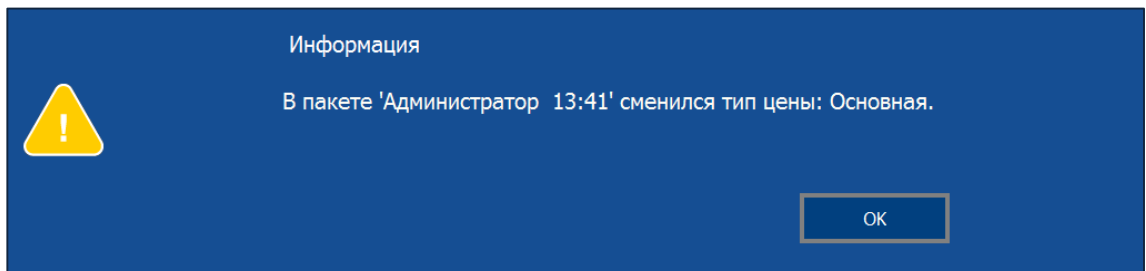 Информация
В пакете 'Администратор  13:41' сменился тип цены: Основная.
!
OK